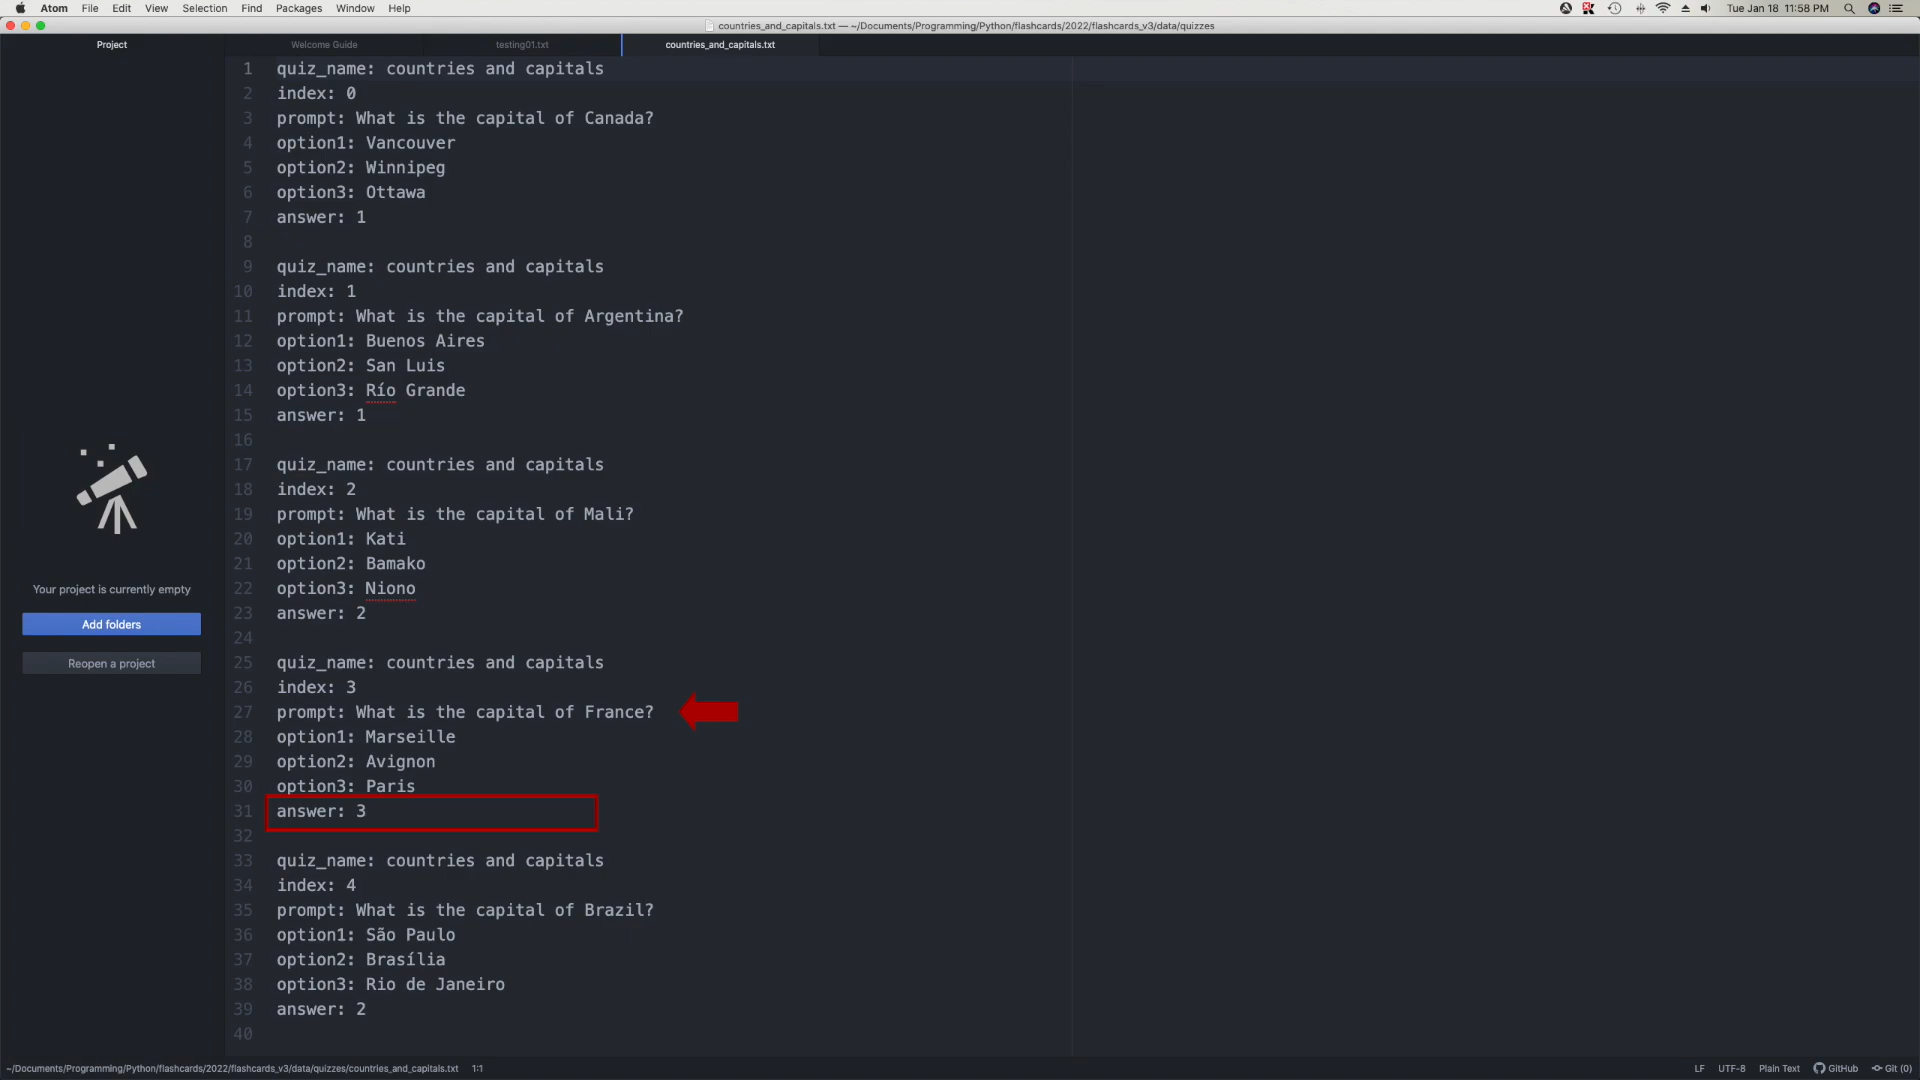 Atom File Edit View Selection Find Packages Window Help
Tue Jan 18 11:58 PM
countries_and_capitals.txt — ~/Documents/Programming/Python/flashcards/2022/flashcards_v3/data/quizzes
Project
Welcome Guide
testing01.txt
countries_and_capitals.txt
1 quiz_name: countries and capitals
2 index: 0
3 prompt: What is the capital of Canada?
4 option1: Vancouver
5 option2: Winnipeg
6 option3: Ottawa
7 answer: 1
8
9 quiz_name: countries and capitals
10 index: 1
11 prompt: What is the capital of Argentina?
12 option1: Buenos Aires
13 option2: San Luis
14 option3: Río Grande
15 answer: 1
16
17 quiz_name: countries and capitals
18 index: 2
19 prompt: What is the capital of Mali?
20 option1: Kati
21 option2: Bamako
22 option3: Niono
23 answer: 2
24
25 quiz_name: countries and capitals
26 index: 3
27 prompt: What is the capital of France?
28 option1: Marseille
29 option2: Avignon
30 option3: Paris
31 answer: 3
32
33 quiz_name: countries and capitals
34 index: 4
35 prompt: What is the capital of Brazil?
36 option1: São Paulo
37 option2: Brasília
38 option3: Rio de Janeiro
39 answer: 2
40
Your project is currently empty
Add folders
Reopen a project
~/Documents/Programming/Python/flashcards/2022/flashcards_v3/data/quizzes/countries_and_capitals.txt 1:1
LF UTF-8 Plain Text GitHub Git (0)